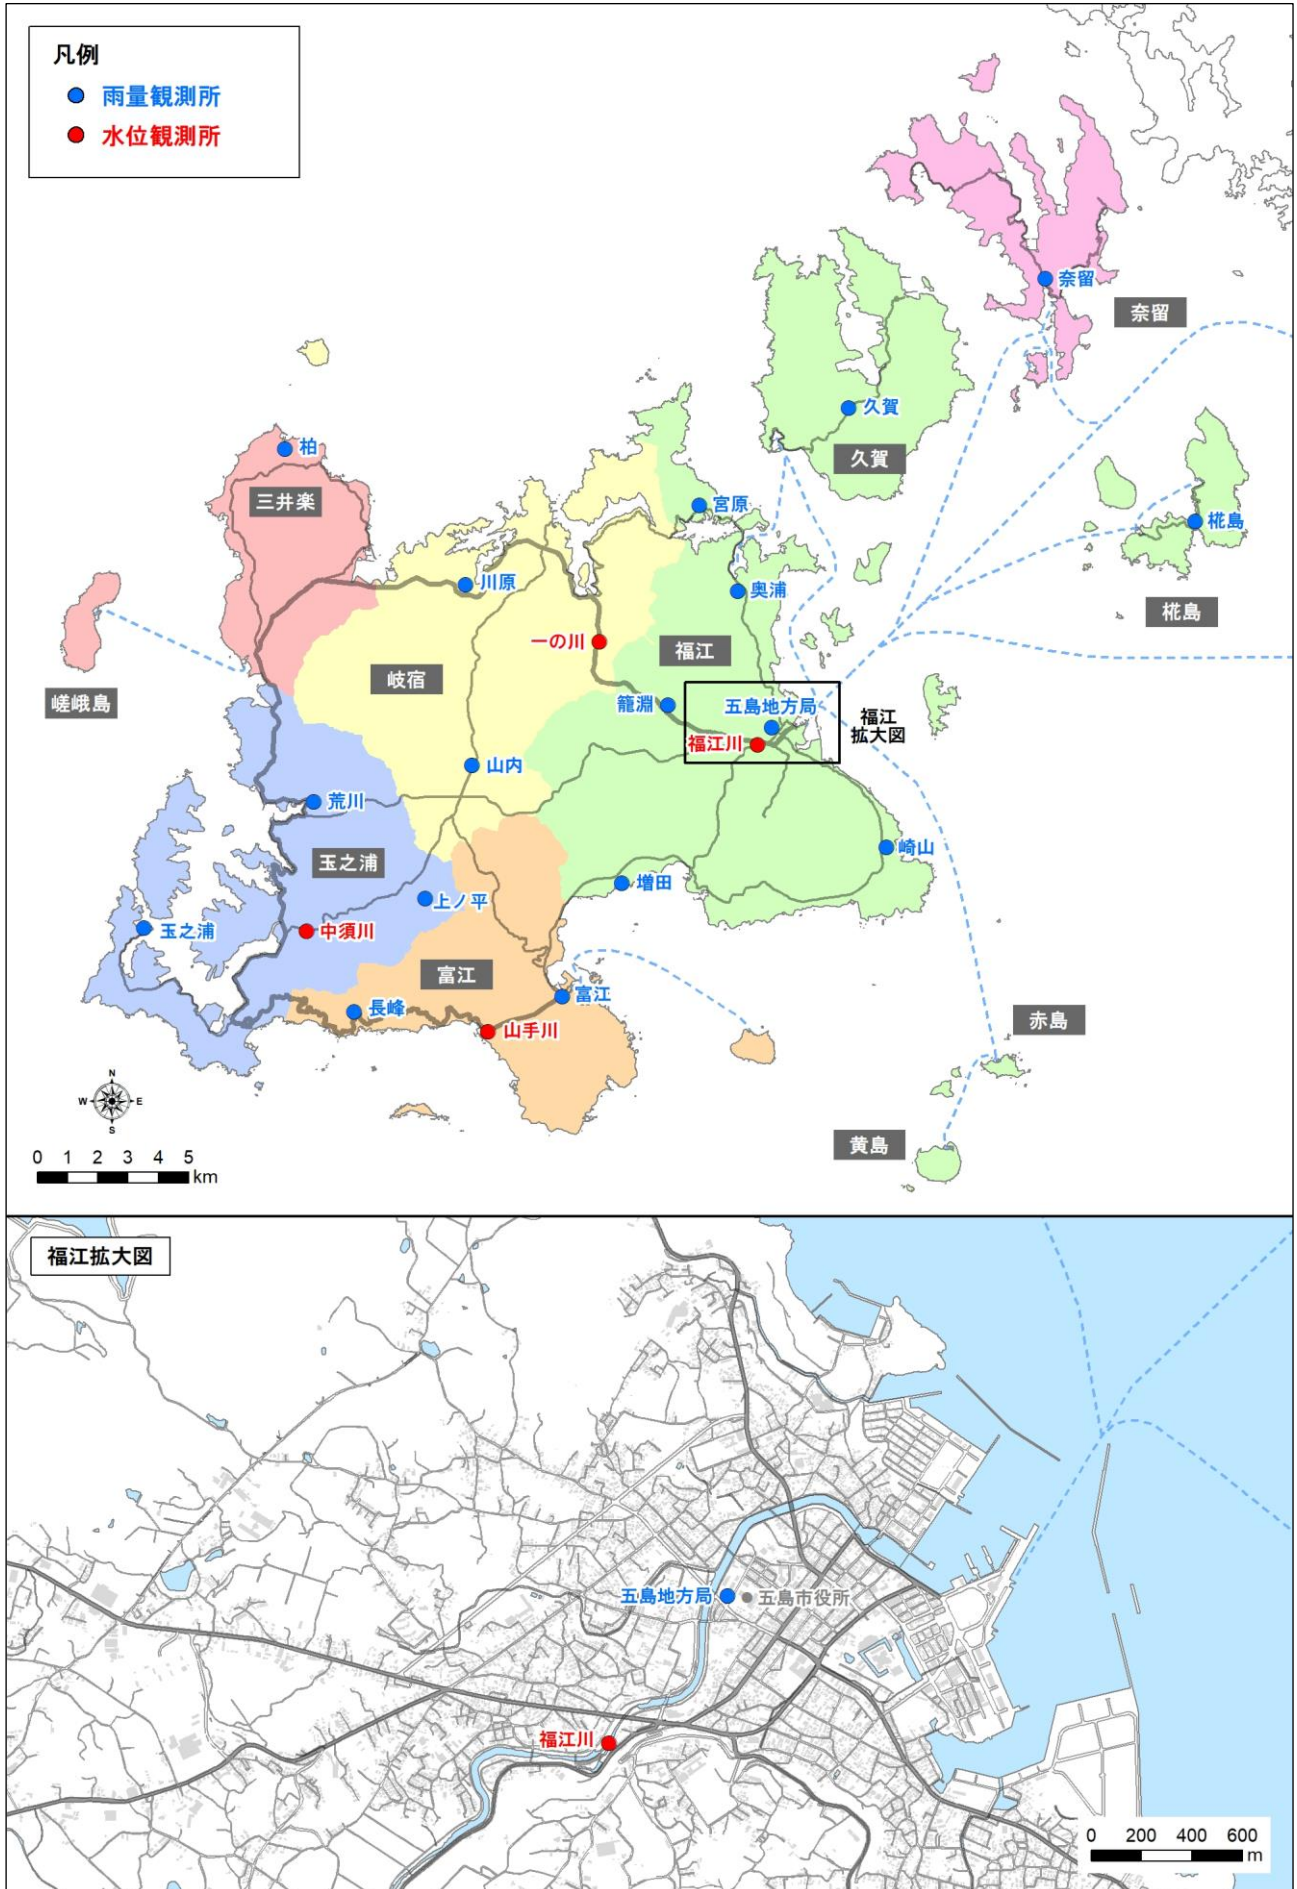 凡例
雨量観測所
水位観測所
奈留
奈留
久賀
久賀
柏
三井楽
宮原
椛島
川原
奥浦
椛島
一の川
福江
岐宿
嵯峨島
籠淵
五島地方局
福江
拡大図
福江川
山内
荒川
崎山
玉之浦
増田
上ノ平
玉之浦
中須川
富江
富江
長峰
赤島
山手川
N
W
E
S
黄島
0 1 2 3 4 5
km
福江拡大図
五島地方局
五島市役所
福江川
0 200 400 600
m